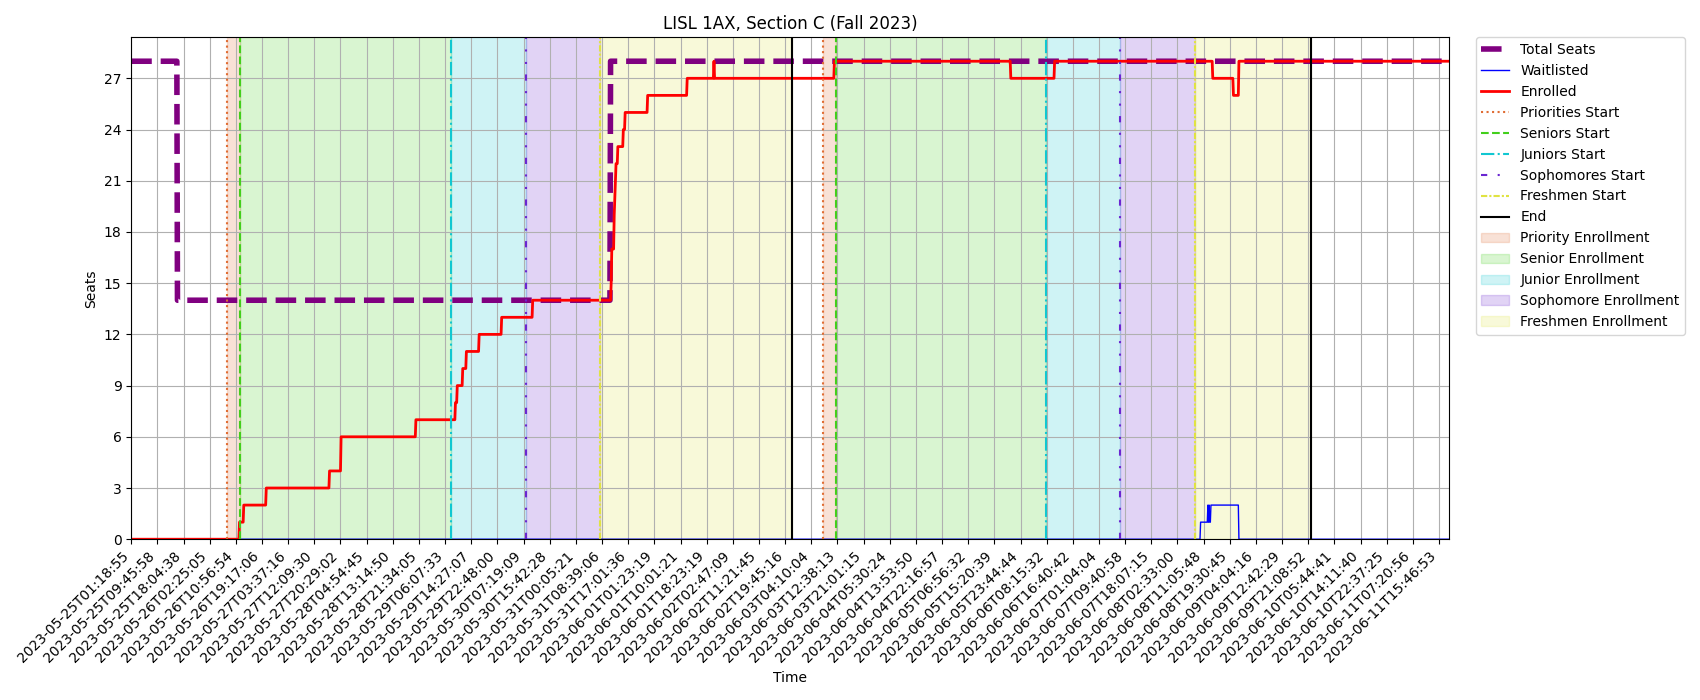 LISL 1AX, Section C (Fall 2023)
Seats
27
24
21
18
15
12
9
6
3
0
2023-05-25T01:18:55
2023-05-25T09:45:58
2023-05-25T18:04:38
2023-05-26T02:25:05
2023-05-26T10:56:54
2023-05-26T19:17:06
2023-05-27T03:37:16
2023-05-27T12:09:30
2023-05-27T20:29:02
2023-05-28T04:54:45
2023-05-28T13:14:50
2023-05-28T21:34:05
2023-05-29T06:07:33
2023-05-29T14:27:07
2023-05-29T22:48:00
2023-05-30T07:19:09
2023-05-30T15:42:28
2023-05-31T00:05:21
2023-05-31T08:39:06
2023-05-31T17:01:36
2023-06-01T01:23:19
2023-06-01T10:01:21
2023-06-01T18:23:19
2023-06-02T02:47:09
2023-06-02T11:21:45
2023-06-02T19:45:16
2023-06-03T04:10:04
2023-06-03T12:38:13
2023-06-03T21:01:15
2023-06-04T05:30:24
2023-06-04T13:53:50
2023-06-04T22:16:57
2023-06-05T06:56:32
2023-06-05T15:20:39
2023-06-05T23:44:44
2023-06-06T08:15:32
2023-06-06T16:40:42
2023-06-07T01:04:04
2023-06-07T09:40:58
2023-06-07T18:07:15
2023-06-08T02:33:00
2023-06-08T11:05:48
2023-06-08T19:30:45
2023-06-09T04:04:16
2023-06-09T12:42:29
2023-06-09T21:08:52
2023-06-10T05:44:41
2023-06-10T14:11:40
2023-06-10T22:37:25
2023-06-11T07:20:56
2023-06-11T15:46:53
Time
Total Seats
Waitlisted
Enrolled
Priorities Start
Seniors Start
Juniors Start
Sophomores Start
Freshmen Start
End
Priority Enrollment
Senior Enrollment
Junior Enrollment
Sophomore Enrollment
Freshmen Enrollment